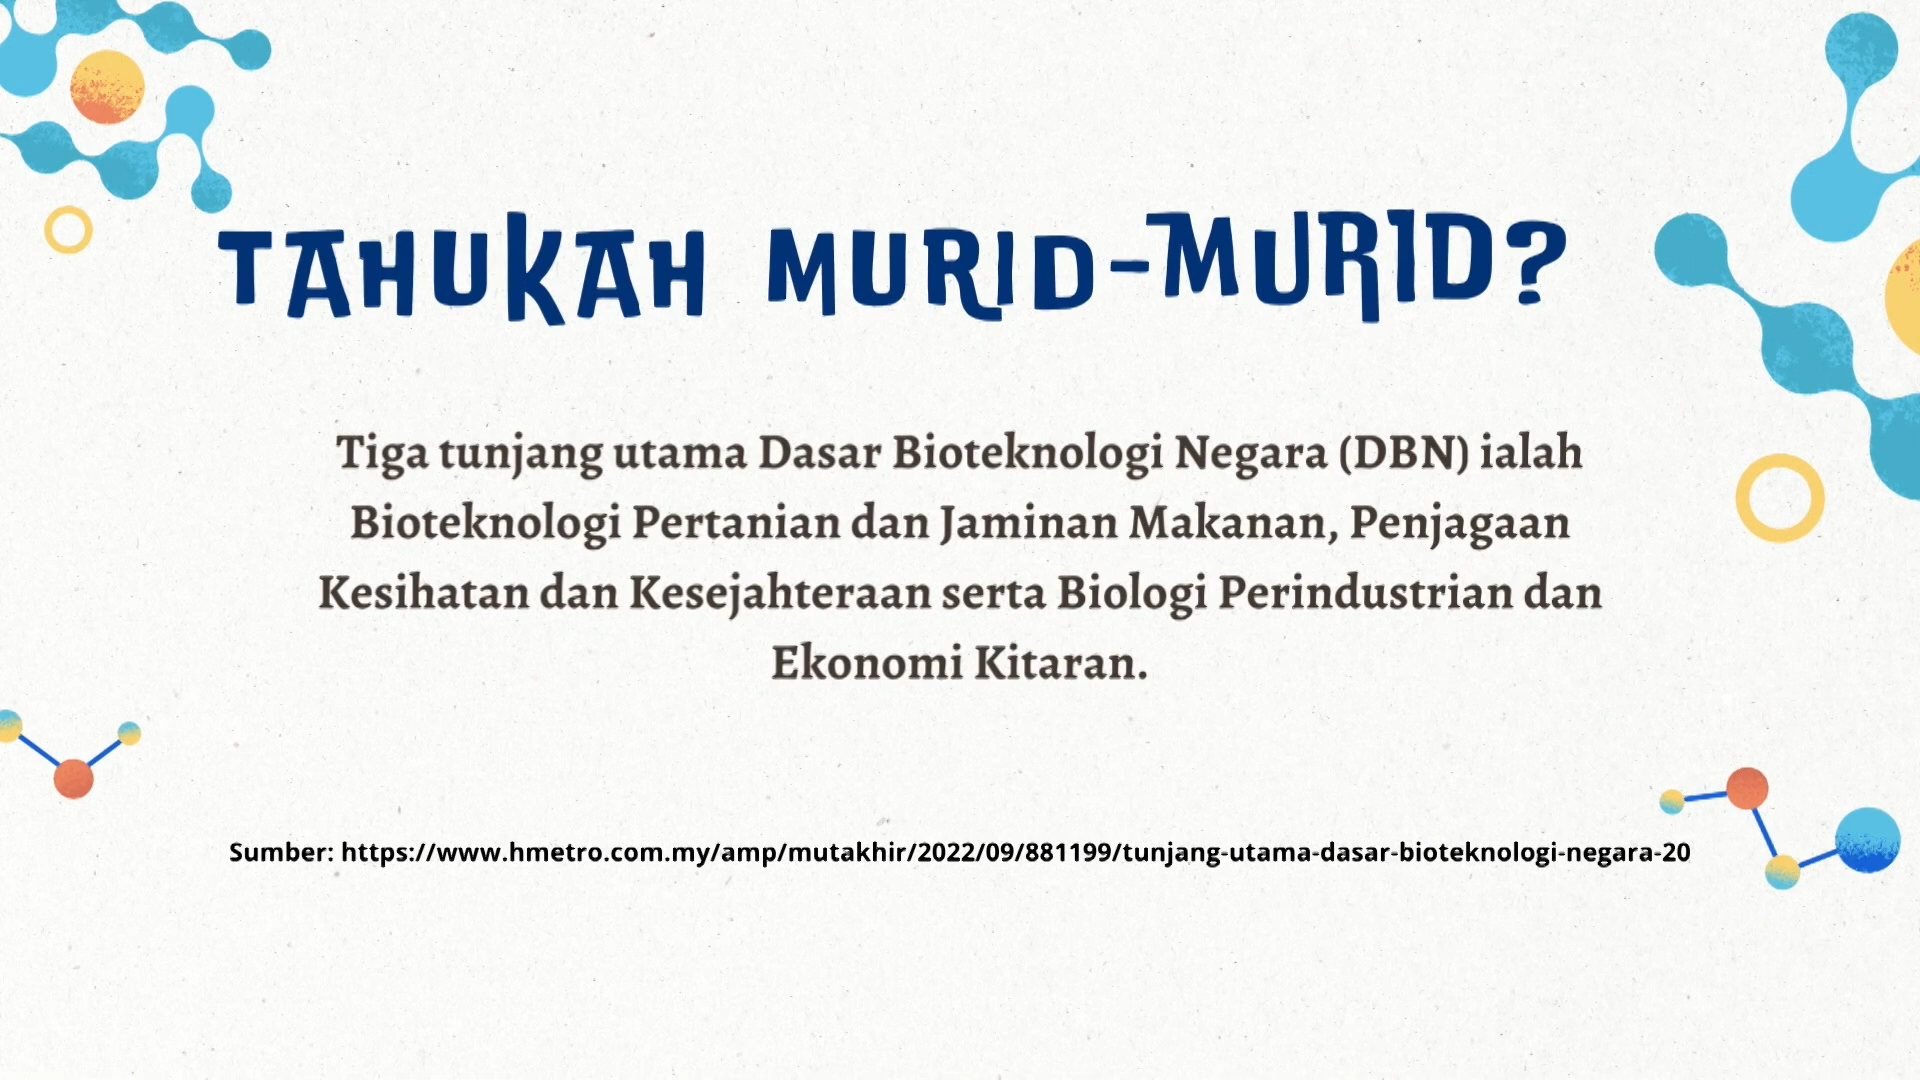 TAHUKAH MURID-MURID?
Tiga tunjang utama Dasar Bioteknologi Negara (DBN) ialah
Bioteknologi Pertanian dan Jaminan Makanan, Penjagaan
Kesihatan dan Kesejahteraan serta Biologi Perindustrian dan
Ekonomi Kitaran.
Sumber: https://www.hmetro.com.my/amp/mutakhir/2022/09/881199/tunjang-utama-dasar-bioteknologi-negara-20